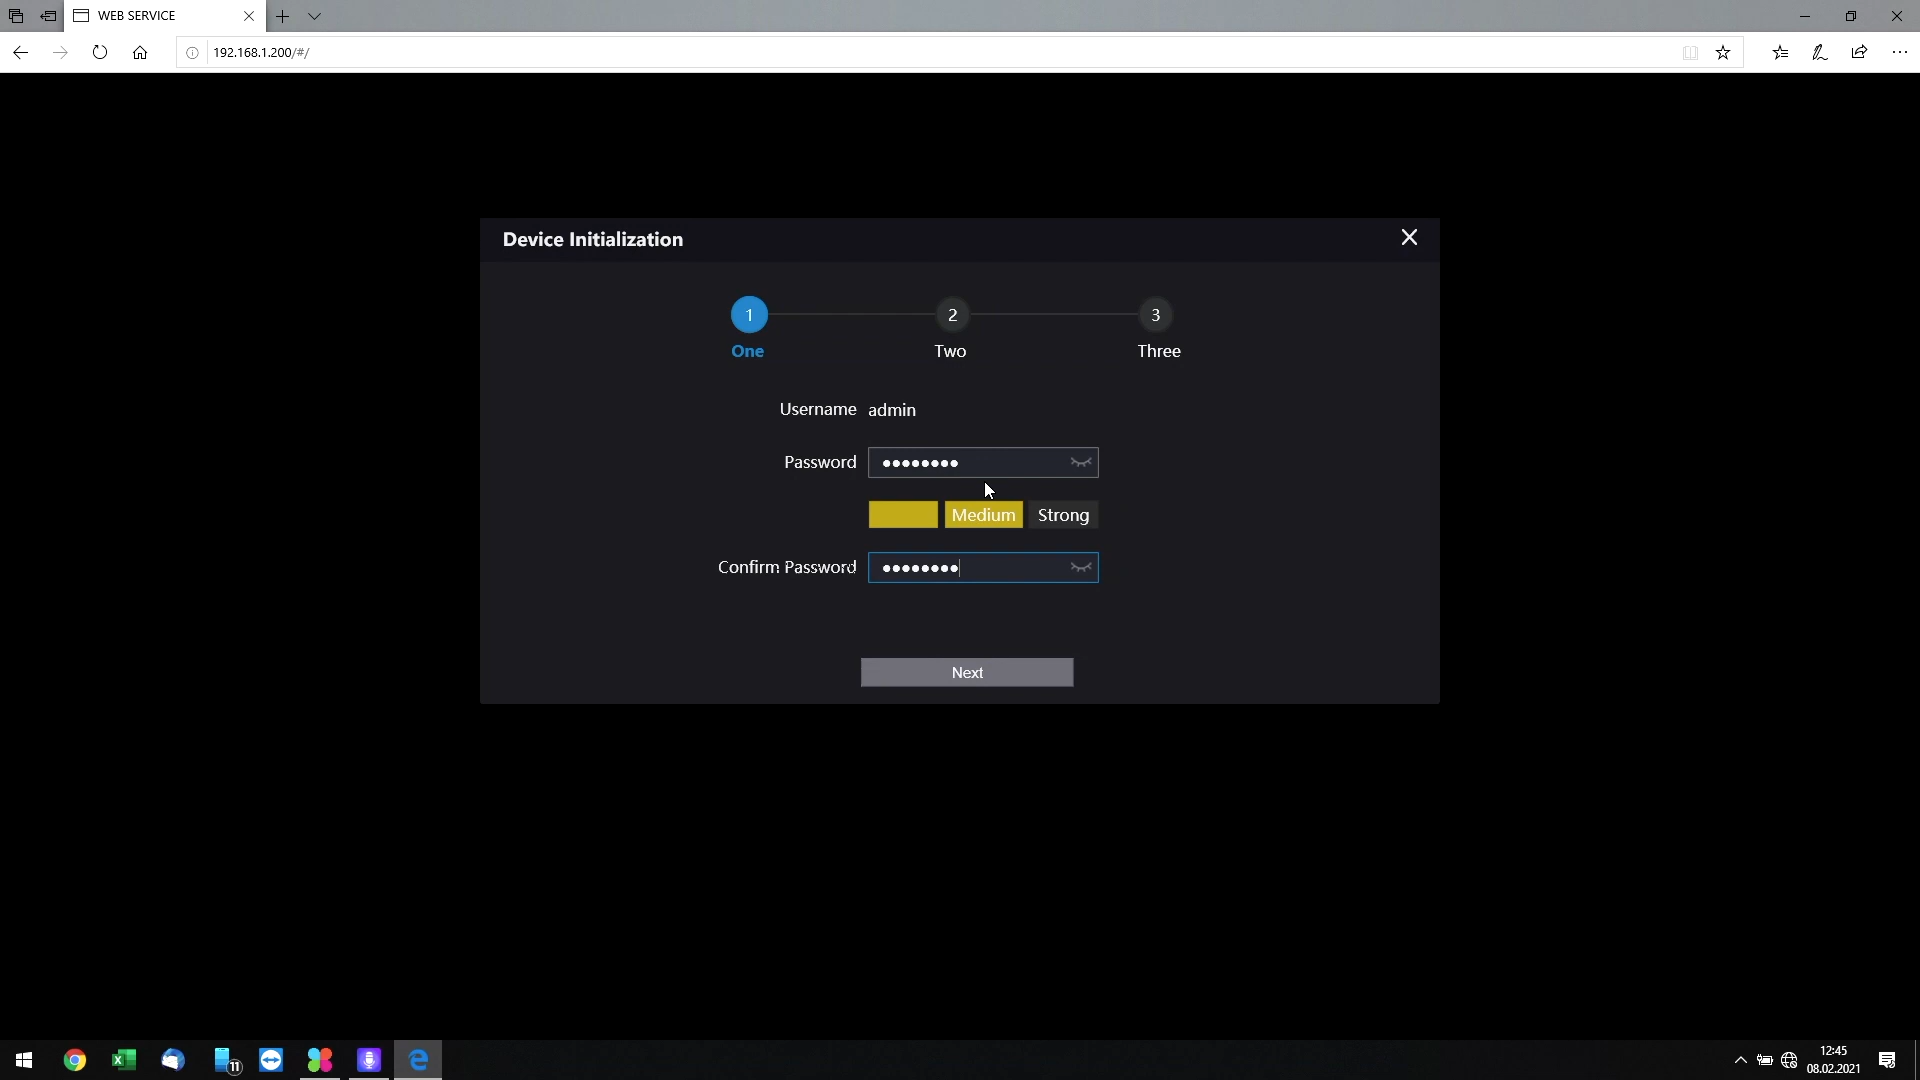 WEB SERVICE
192.168.1.200/#/
Device Initialization
1 2 3
One Two Three
Username admin
Password ••••••••
Medium Strong
Confirm Password ••••••••
Next
11
12:45
08.02.2021